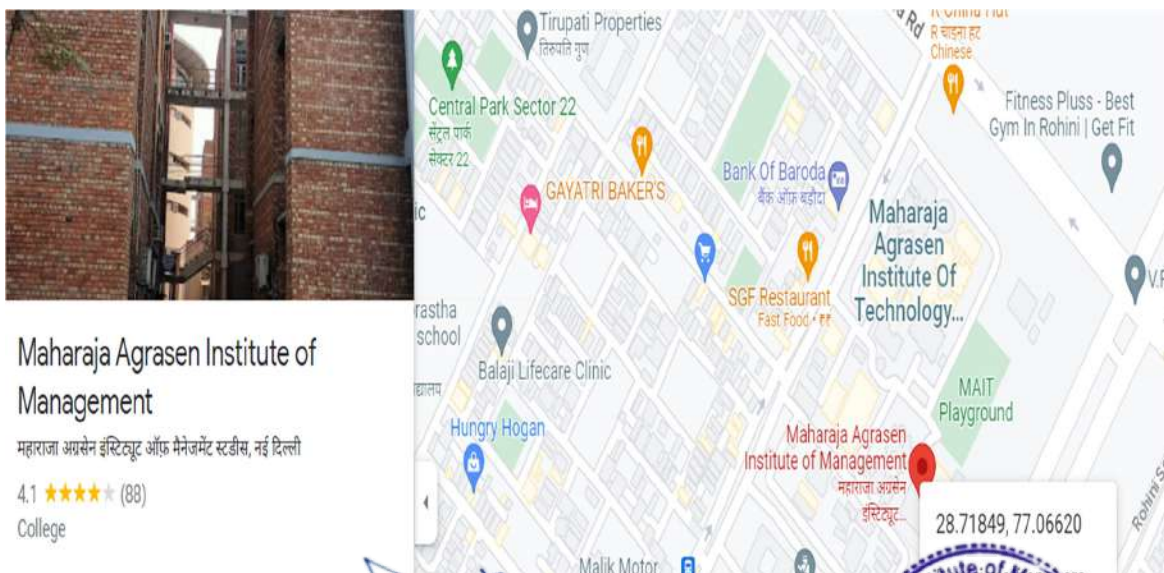 Maharaja Agrasen Institute of
Management
महाराजा अग्रसेन इंस्टिट्यूट ऑफ़ मैनेजमेंट स्टडीस, नई दिल्ली
4.1 ★★★★★ (88)
College
Tirupati Properties
तिरुपति गुण
Central Park Sector 22
सेंट्रल पार्क
सेक्टर 22
GAYATRI BAKER'S
Bank Of Baroda
बैंक ऑफ़ बड़ौदा
Rd
R चाइना हट
Chinese
Fitness Pluss - Best
Gym In Rohini | Get Fit
Maharaja
Agrasen
Institute Of
Technology...
SGF Restaurant
Fast Food • ₹₹
school
Balaji Lifecare Clinic
Hungry Hogan
MAIT
Playground
Maharaja Agrasen
Institute of Management
महाराजा अग्रसेन
इंस्टिट्यूट...
28.71849, 77.06620
Rohini
Malik Motor